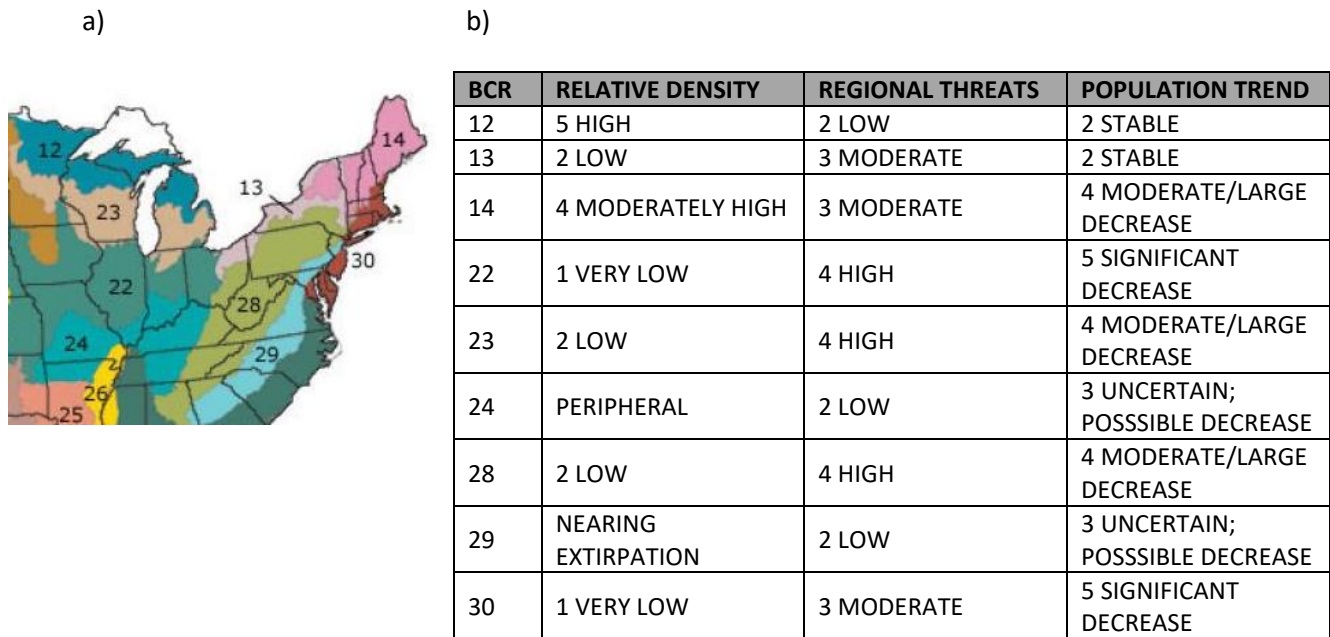 a)
b)
14
12
13
23
30
22
28
24
29
26
25
BCR RELATIVE DENSITY REGIONAL THREATS POPULATION TREND
12 5 HIGH 2 LOW 2 STABLE
13 2 LOW 3 MODERATE 2 STABLE
14 4 MODERATELY HIGH 3 MODERATE 4 MODERATE/LARGE
DECREASE
22 1 VERY LOW 4 HIGH 5 SIGNIFICANT
DECREASE
23 2 LOW 4 HIGH 4 MODERATE/LARGE
DECREASE
24 PERIPHERAL 2 LOW 3 UNCERTAIN;
POSSSIBLE DECREASE
28 2 LOW 4 HIGH 4 MODERATE/LARGE
DECREASE
29 NEARING
EXTIRPATION 2 LOW 3 UNCERTAIN;
POSSSIBLE DECREASE
30 1 VERY LOW 3 MODERATE 5 SIGNIFICANT
DECREASE